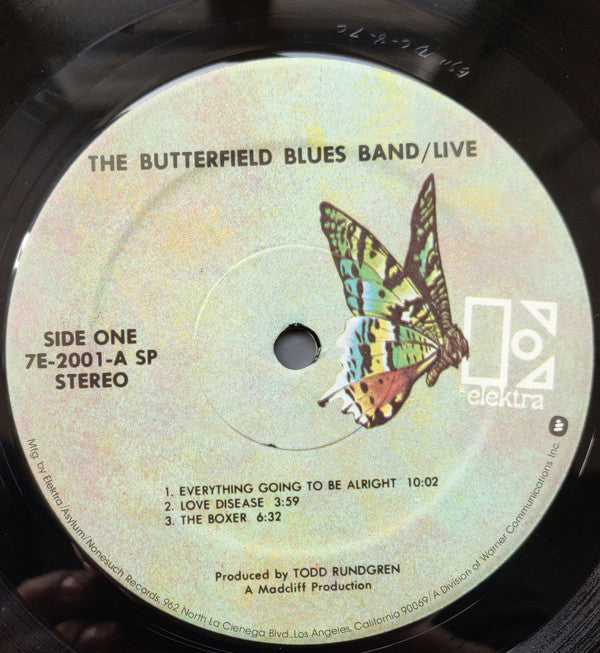 THE BUTTERFIELD BLUES BAND/LIVE
SIDE ONE
7E-2001-A SP
STEREO
elektra
1. EVERYTHING GOING TO BE ALRIGHT 10:02
2. LOVE DISEASE 3:59
3. THE BOXER 6:32
Produced by TODD RUNDGREN
A Madcliff Production
Mfg. by Elektra/Asylum/Nonesuch Records, 962 North La Cienega Blvd., Los Angeles, California 90069/A Division of Warner Communications Inc.